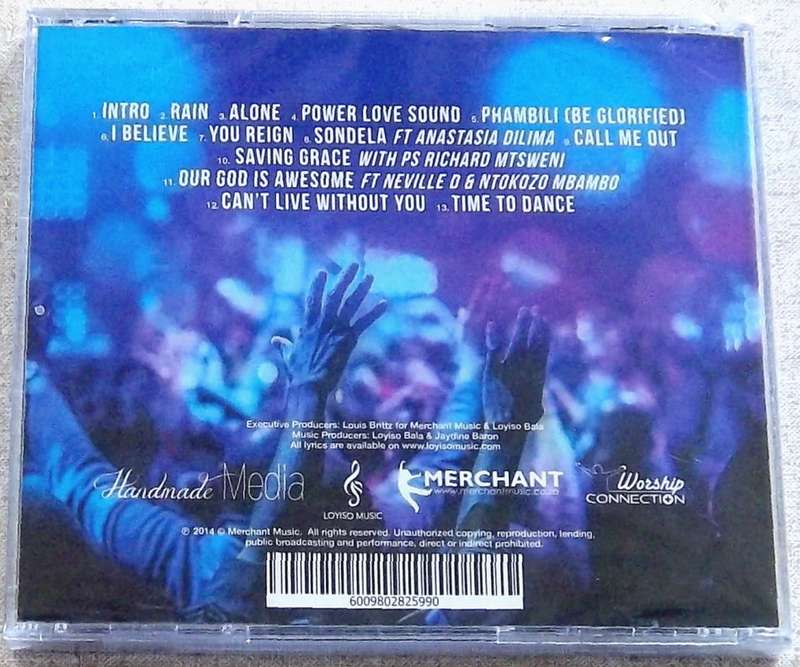 1. INTRO 2. RAIN 3. ALONE 4. POWER LOVE SOUND 5. PHAMBILI (BE GLORIFIED)
6. I BELIEVE 7. YOU REIGN 8. SONDELA FT ANASTASIA DILIMA 9. CALL ME OUT
10. SAVING GRACE WITH PS RICHARD MTSWENI
11. OUR GOD IS AWESOME FT NEVILLE D & NTOKOZO MBAMBO
12. CAN'T LIVE WITHOUT YOU 13. TIME TO DANCE
Executive Producers: Louis Brittz for Merchant Music & Loyiso Bala
Music Producers: Loyiso Bala & Jaydine Baron
All lyrics are available on www.loyisomusic.com
Handmade Media
LOYISO MUSIC
MERCHANT
www.merchantmusic.co.za
Worship
CONNECTION
℗ 2014 © Merchant Music. All rights reserved. Unauthorized copying, reproduction, lending,
public broadcasting and performance, direct or indirect prohibited.
6009802825990